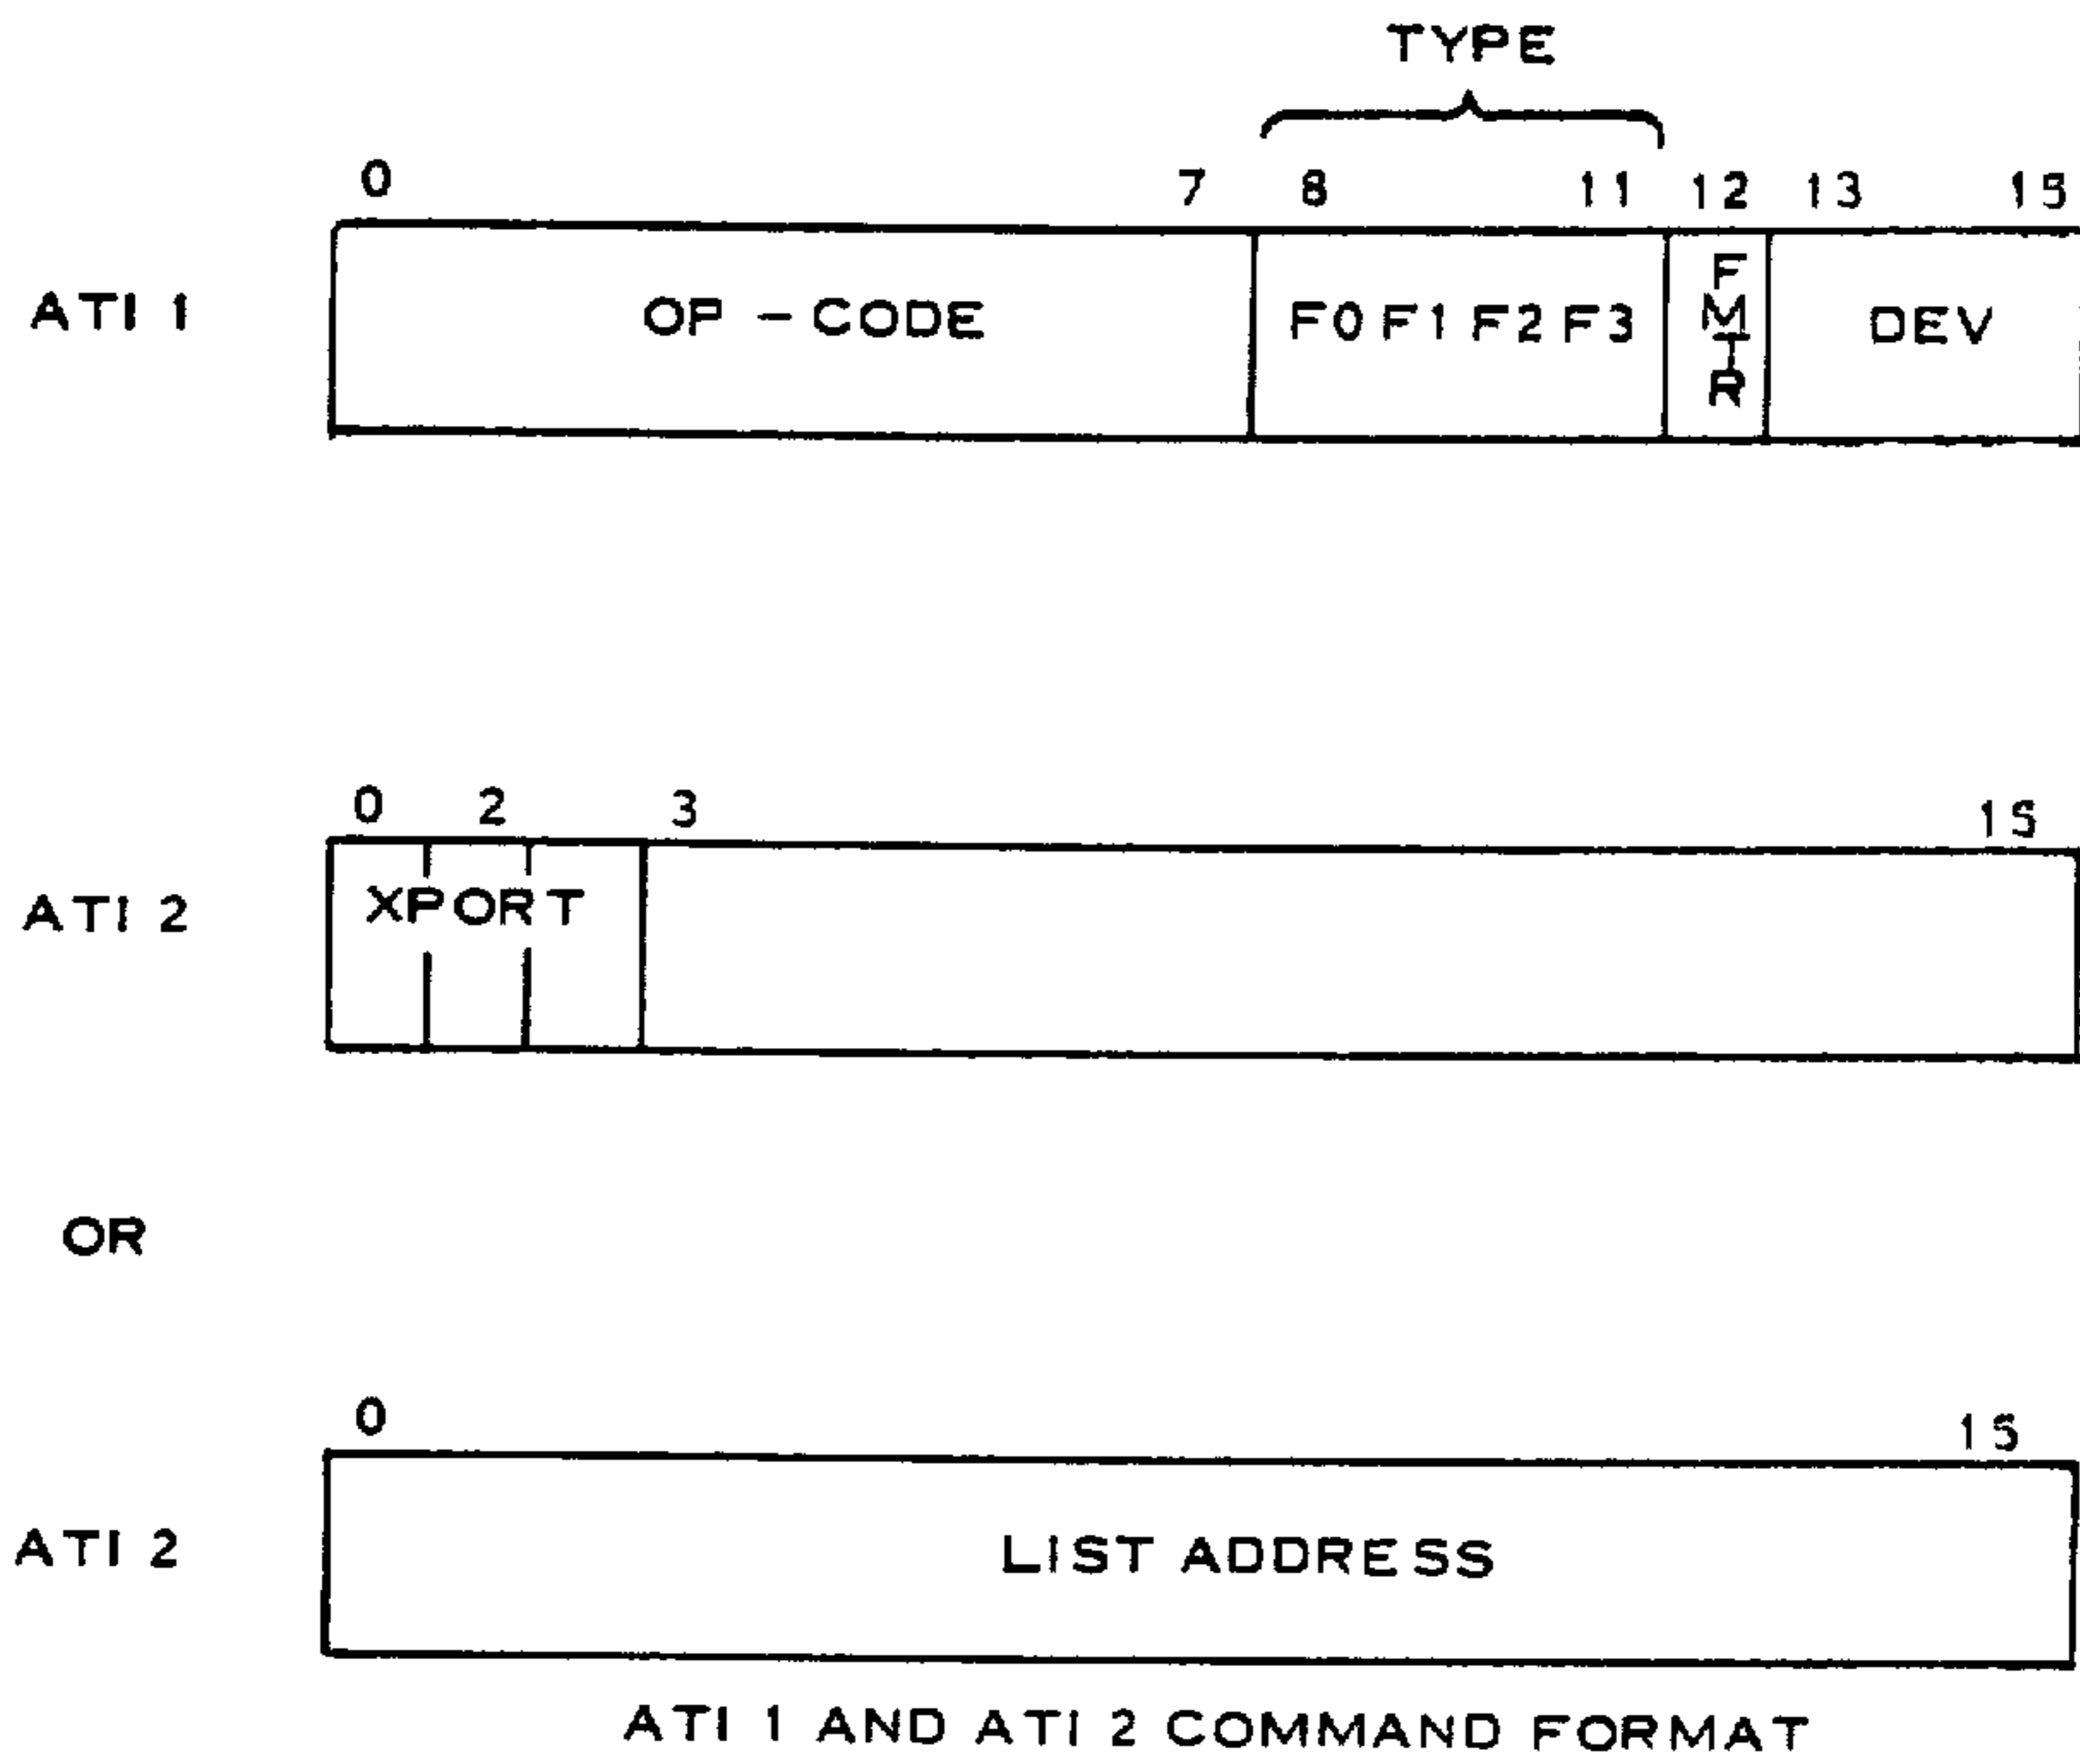 TYPE
0 7 8 11 12 13 15
ATI 1 OP-CODE F0 F1 F2 F3 FMTR DEV
0 2 3 15
ATI 2 XPORT
OR
0 15
ATI 2 LIST ADDRESS
ATI 1 AND ATI 2 COMMAND FORMAT